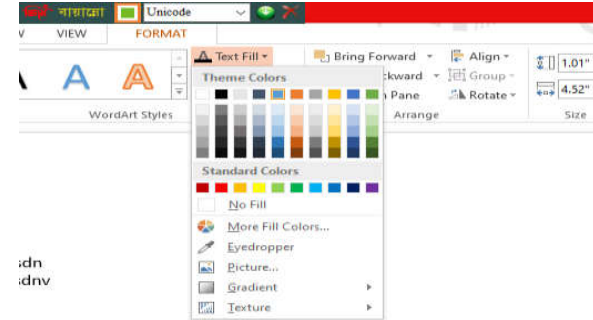 Unicode
VIEW FORMAT
Text Fill Bring Forward Align
A A Theme Colors Group 1.01"
Pane Rotate 4.52"
WordArt Styles Arrange Size
Standard Colors
No Fill
More Fill Colors...
Eyedropper
sdn Picture...
sdnv Gradient
Texture